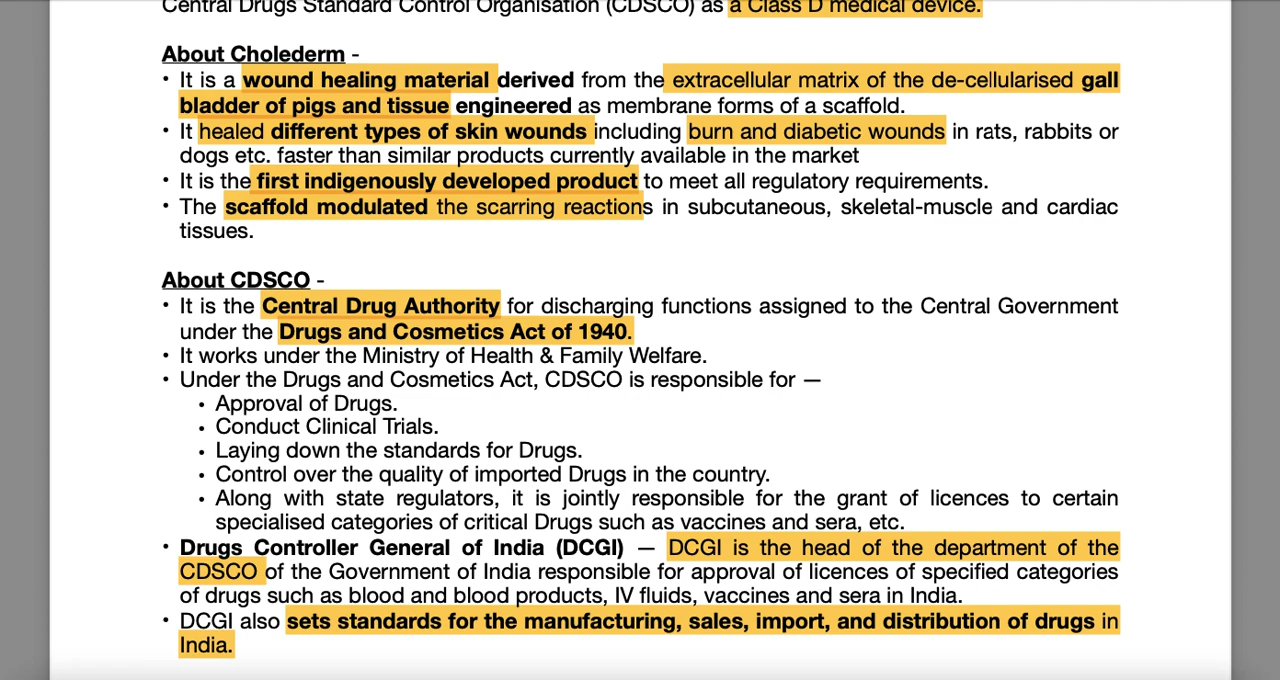 Central Drugs Standard Control Organisation (CDSCO) as a Class D medical device.
About Cholederm -
• It is a wound healing material derived from the extracellular matrix of the de-cellularised gall
bladder of pigs and tissue engineered as membrane forms of a scaffold.
• It healed different types of skin wounds including burn and diabetic wounds in rats, rabbits or
dogs etc. faster than similar products currently available in the market
• It is the first indigenously developed product to meet all regulatory requirements.
• The scaffold modulated the scarring reactions in subcutaneous, skeletal-muscle and cardiac
tissues.
About CDSCO -
• It is the Central Drug Authority for discharging functions assigned to the Central Government
under the Drugs and Cosmetics Act of 1940.
• It works under the Ministry of Health & Family Welfare.
• Under the Drugs and Cosmetics Act, CDSCO is responsible for —
• Approval of Drugs.
• Conduct Clinical Trials.
• Laying down the standards for Drugs.
• Control over the quality of imported Drugs in the country.
• Along with state regulators, it is jointly responsible for the grant of licences to certain
specialised categories of critical Drugs such as vaccines and sera, etc.
• Drugs Controller General of India (DCGI) — DCGI is the head of the department of the
CDSCO of the Government of India responsible for approval of licences of specified categories
of drugs such as blood and blood products, IV fluids, vaccines and sera in India.
• DCGI also sets standards for the manufacturing, sales, import, and distribution of drugs in
India.